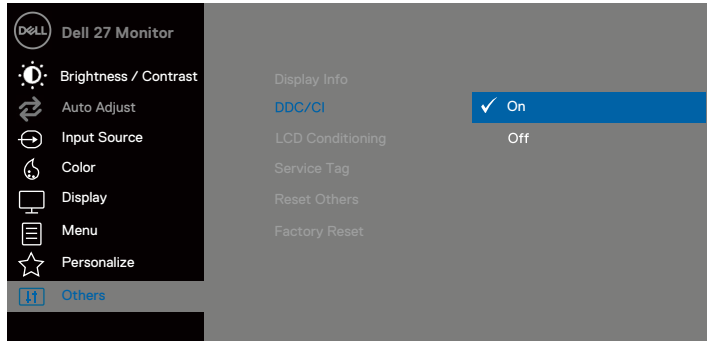 DELL Dell 27 Monitor
Brightness / Contrast
Display Info
Auto Adjust
DDC/CI
On
Input Source
LCD Conditioning
Off
Color
Service Tag
Display
Reset Others
Menu
Factory Reset
Personalize
Others